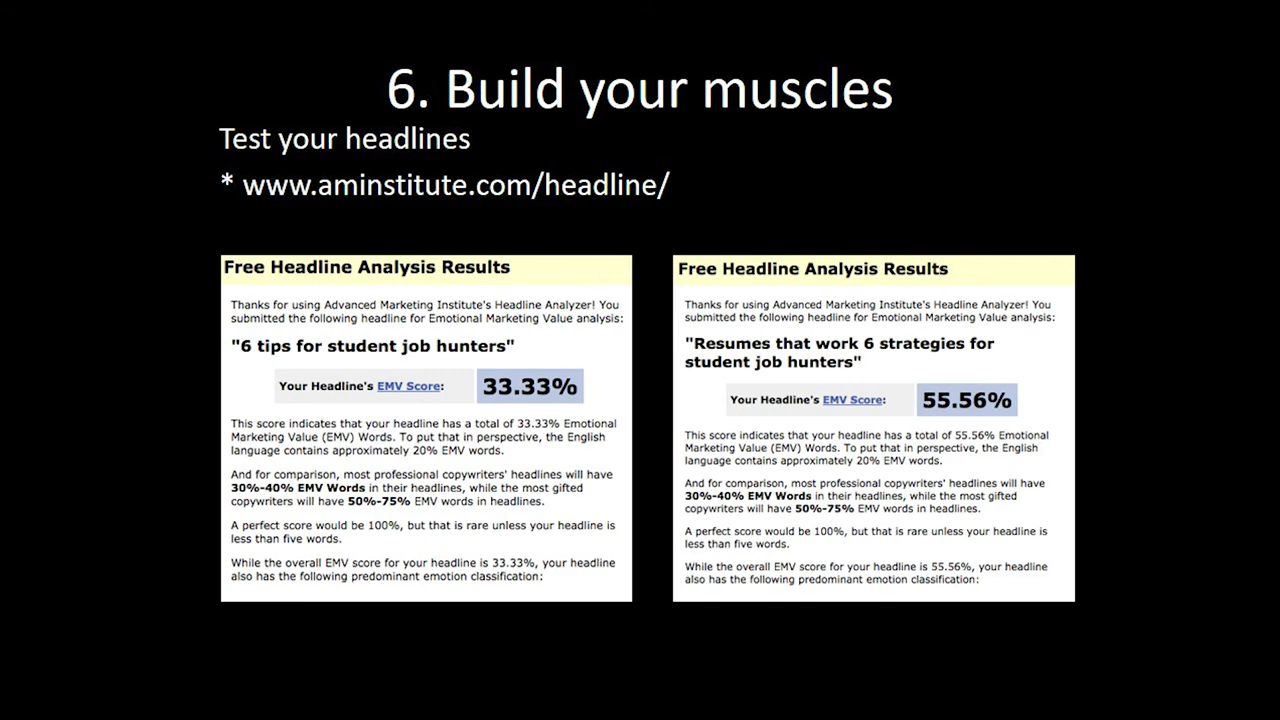 6. Build your muscles
Test your headlines
* www.aminstitute.com/headline/
Free Headline Analysis Results
Thanks for using Advanced Marketing Institute's Headline Analyzer! You
submitted the following headline for Emotional Marketing Value analysis:
"6 tips for student job hunters"
Your Headline's EMV Score: 33.33%
This score indicates that your headline has a total of 33.33% Emotional
Marketing Value (EMV) Words. To put that in perspective, the English
language contains approximately 20% EMV words.
And for comparison, most professional copywriters' headlines will have
30%-40% EMV Words in their headlines, while the most gifted
copywriters will have 50%-75% EMV words in headlines.
A perfect score would be 100%, but that is rare unless your headline is
less than five words.
While the overall EMV score for your headline is 33.33%, your headline
also has the following predominant emotion classification:
Free Headline Analysis Results
Thanks for using Advanced Marketing Institute's Headline Analyzer! You
submitted the following headline for Emotional Marketing Value analysis:
"Resumes that work 6 strategies for
student job hunters"
Your Headline's EMV Score: 55.56%
This score indicates that your headline has a total of 55.56% Emotional
Marketing Value (EMV) Words. To put that in perspective, the English
language contains approximately 20% EMV words.
And for comparison, most professional copywriters' headlines will have
30%-40% EMV Words in their headlines, while the most gifted
copywriters will have 50%-75% EMV words in headlines.
A perfect score would be 100%, but that is rare unless your headline is
less than five words.
While the overall EMV score for your headline is 55.56%, your headline
also has the following predominant emotion classification: